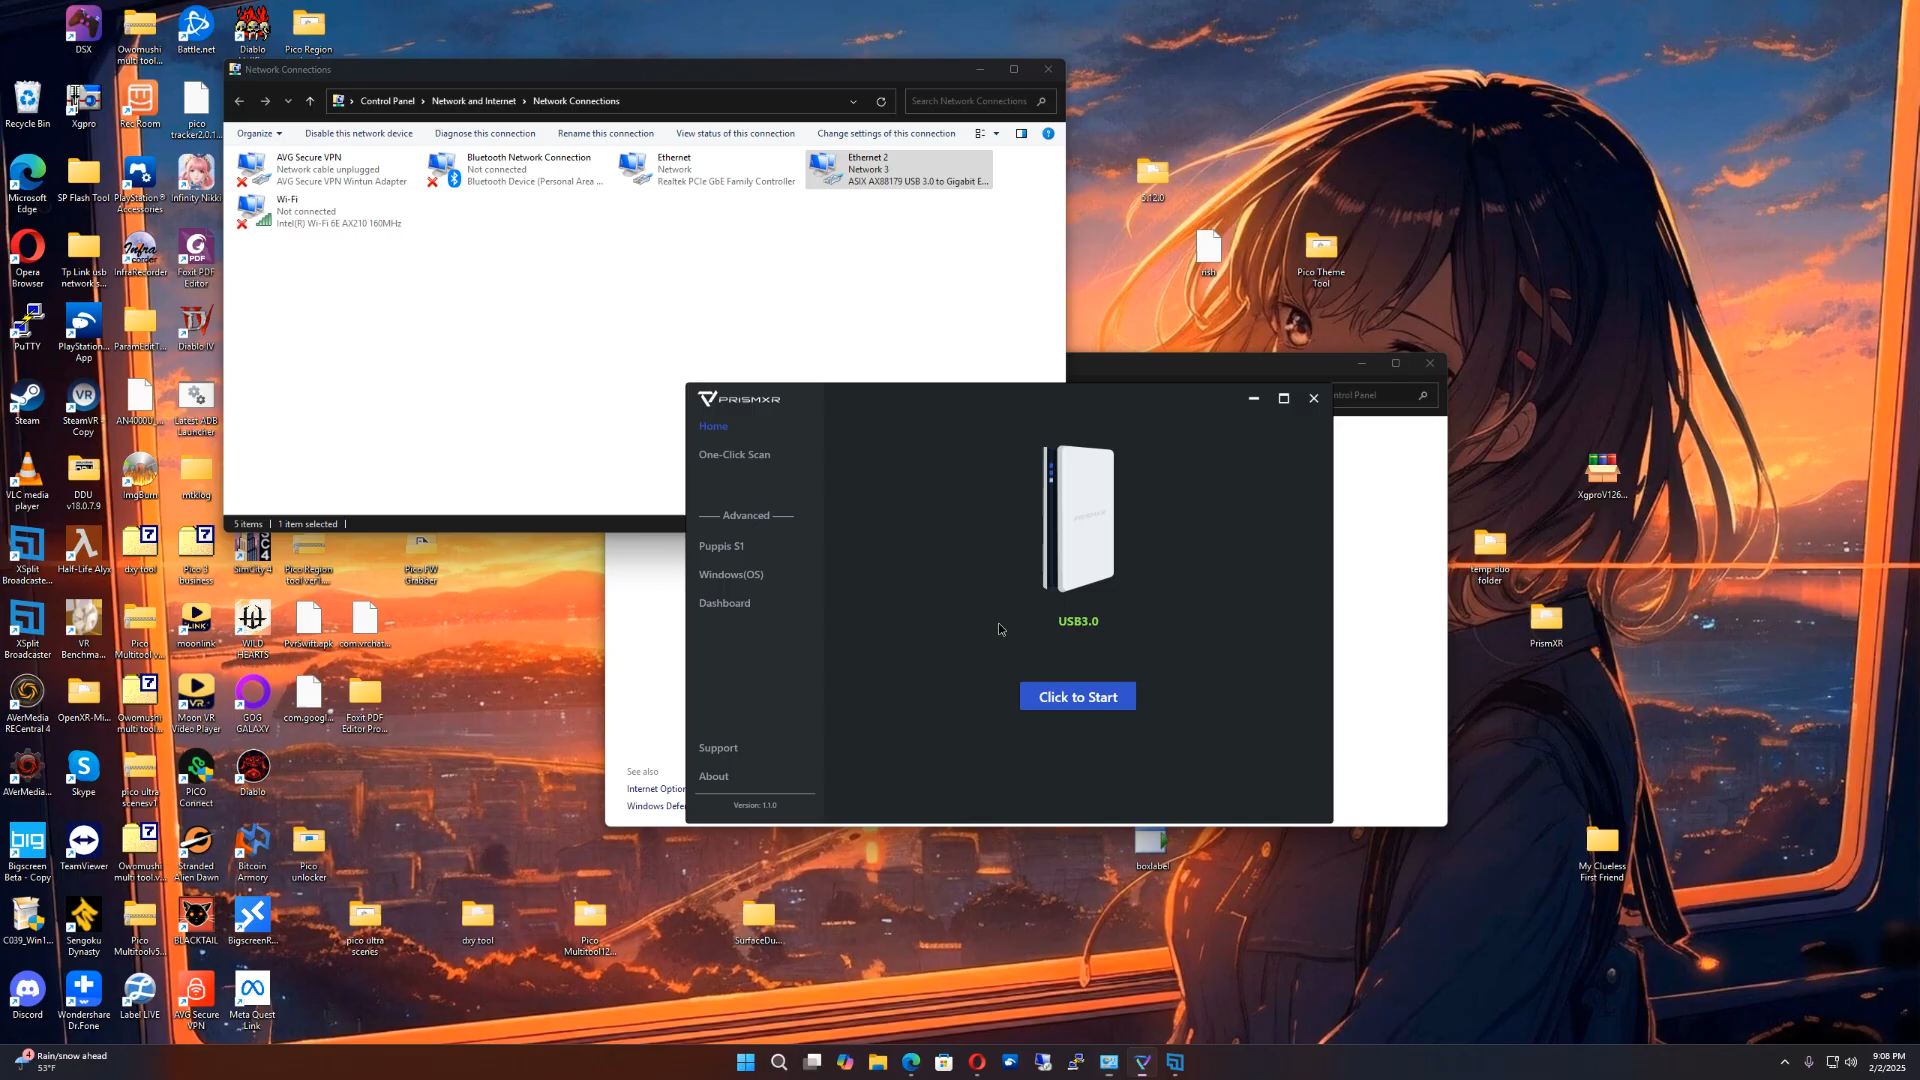 DSX
Owomushi
multi tool...
Battle.net
Diablo
Pico Region
Recycle Bin
Xgpro
Rec Room
pico
tracker2.0.1...
Microsoft
Edge
SP Flash Tool
PlayStation®
Accessories
Infinity Nikki
Opera
Browser
Tp Link usb
network s...
InfraRecorder
Foxit PDF
Editor
PuTTY
PlayStation...
App
ParamEditT...
Diablo IV
Steam
SteamVR -
Copy
AN4000U_...
Latest ADB
Launcher
VLC media
player
DDU
v18.0.7.9
ImgBurn
mtklog
XSplit
Broadcaste...
Half-Life Alyx
dxy tool
Pico 3
business
SimCity 4
Pico Region
tool ver1....
Pico FW
Grabber
XSplit
Broadcaster
VR
Benchma...
Pico
Multitool v...
moonlink
WILD
HEARTS
PvrSwift.apk
com.vrchat...
AVerMedia
RECentral 4
OpenXR-Mi...
Owomushi
multi tool...
Moon VR
Video Player
GOG
GALAXY
com.googl...
Foxit PDF
Editor Pro...
AVerMedia...
Skype
pico ultra
scenesv1
PICO
Connect
Diablo
Bigscreen
Beta - Copy
TeamViewer
Owomushi
multi tool.v...
Stranded
Alien Dawn
Bitcoin
Armory
Pico
unlocker
C039_Win1...
Sengoku
Dynasty
Pico
Multitoolv5...
BLACKTAIL
BigscreenR...
pico ultra
scenes
dxy tool
Pico
Multitool12...
SurfaceDu...
Discord
Wondershare
Dr.Fone
Label LIVE
AVG Secure
VPN
Meta Quest
Link
Network Connections
Control Panel
Network and Internet
Network Connections
Search Network Connections
Organize
Disable this network device
Diagnose this connection
Rename this connection
View status of this connection
Change settings of this connection
AVG Secure VPN
Network cable unplugged
AVG Secure VPN Wintun Adapter
Bluetooth Network Connection
Not connected
Bluetooth Device (Personal Area ...
Ethernet
Network
Realtek PCIe GbE Family Controller
Ethernet 2
Network 3
ASIX AX88179 USB 3.0 to Gigabit E...
Wi-Fi
Not connected
Intel(R) Wi-Fi 6E AX210 160MHz
5 items
1 item selected
ntrol Panel
See also
Internet Option
Windows Defe
PRISMXR
Home
One-Click Scan
Advanced
Puppis S1
Windows(OS)
Dashboard
Support
About
Version: 1.1.0
PRISMXR
USB3.0
Click to Start
5.12.0
rish
Pico Theme
Tool
XgproV126...
temp duo
folder
PrismXR
My Clueless
First Friend
boxlabel
4
Rain/snow ahead
53°F
9:08 PM
2/2/2025